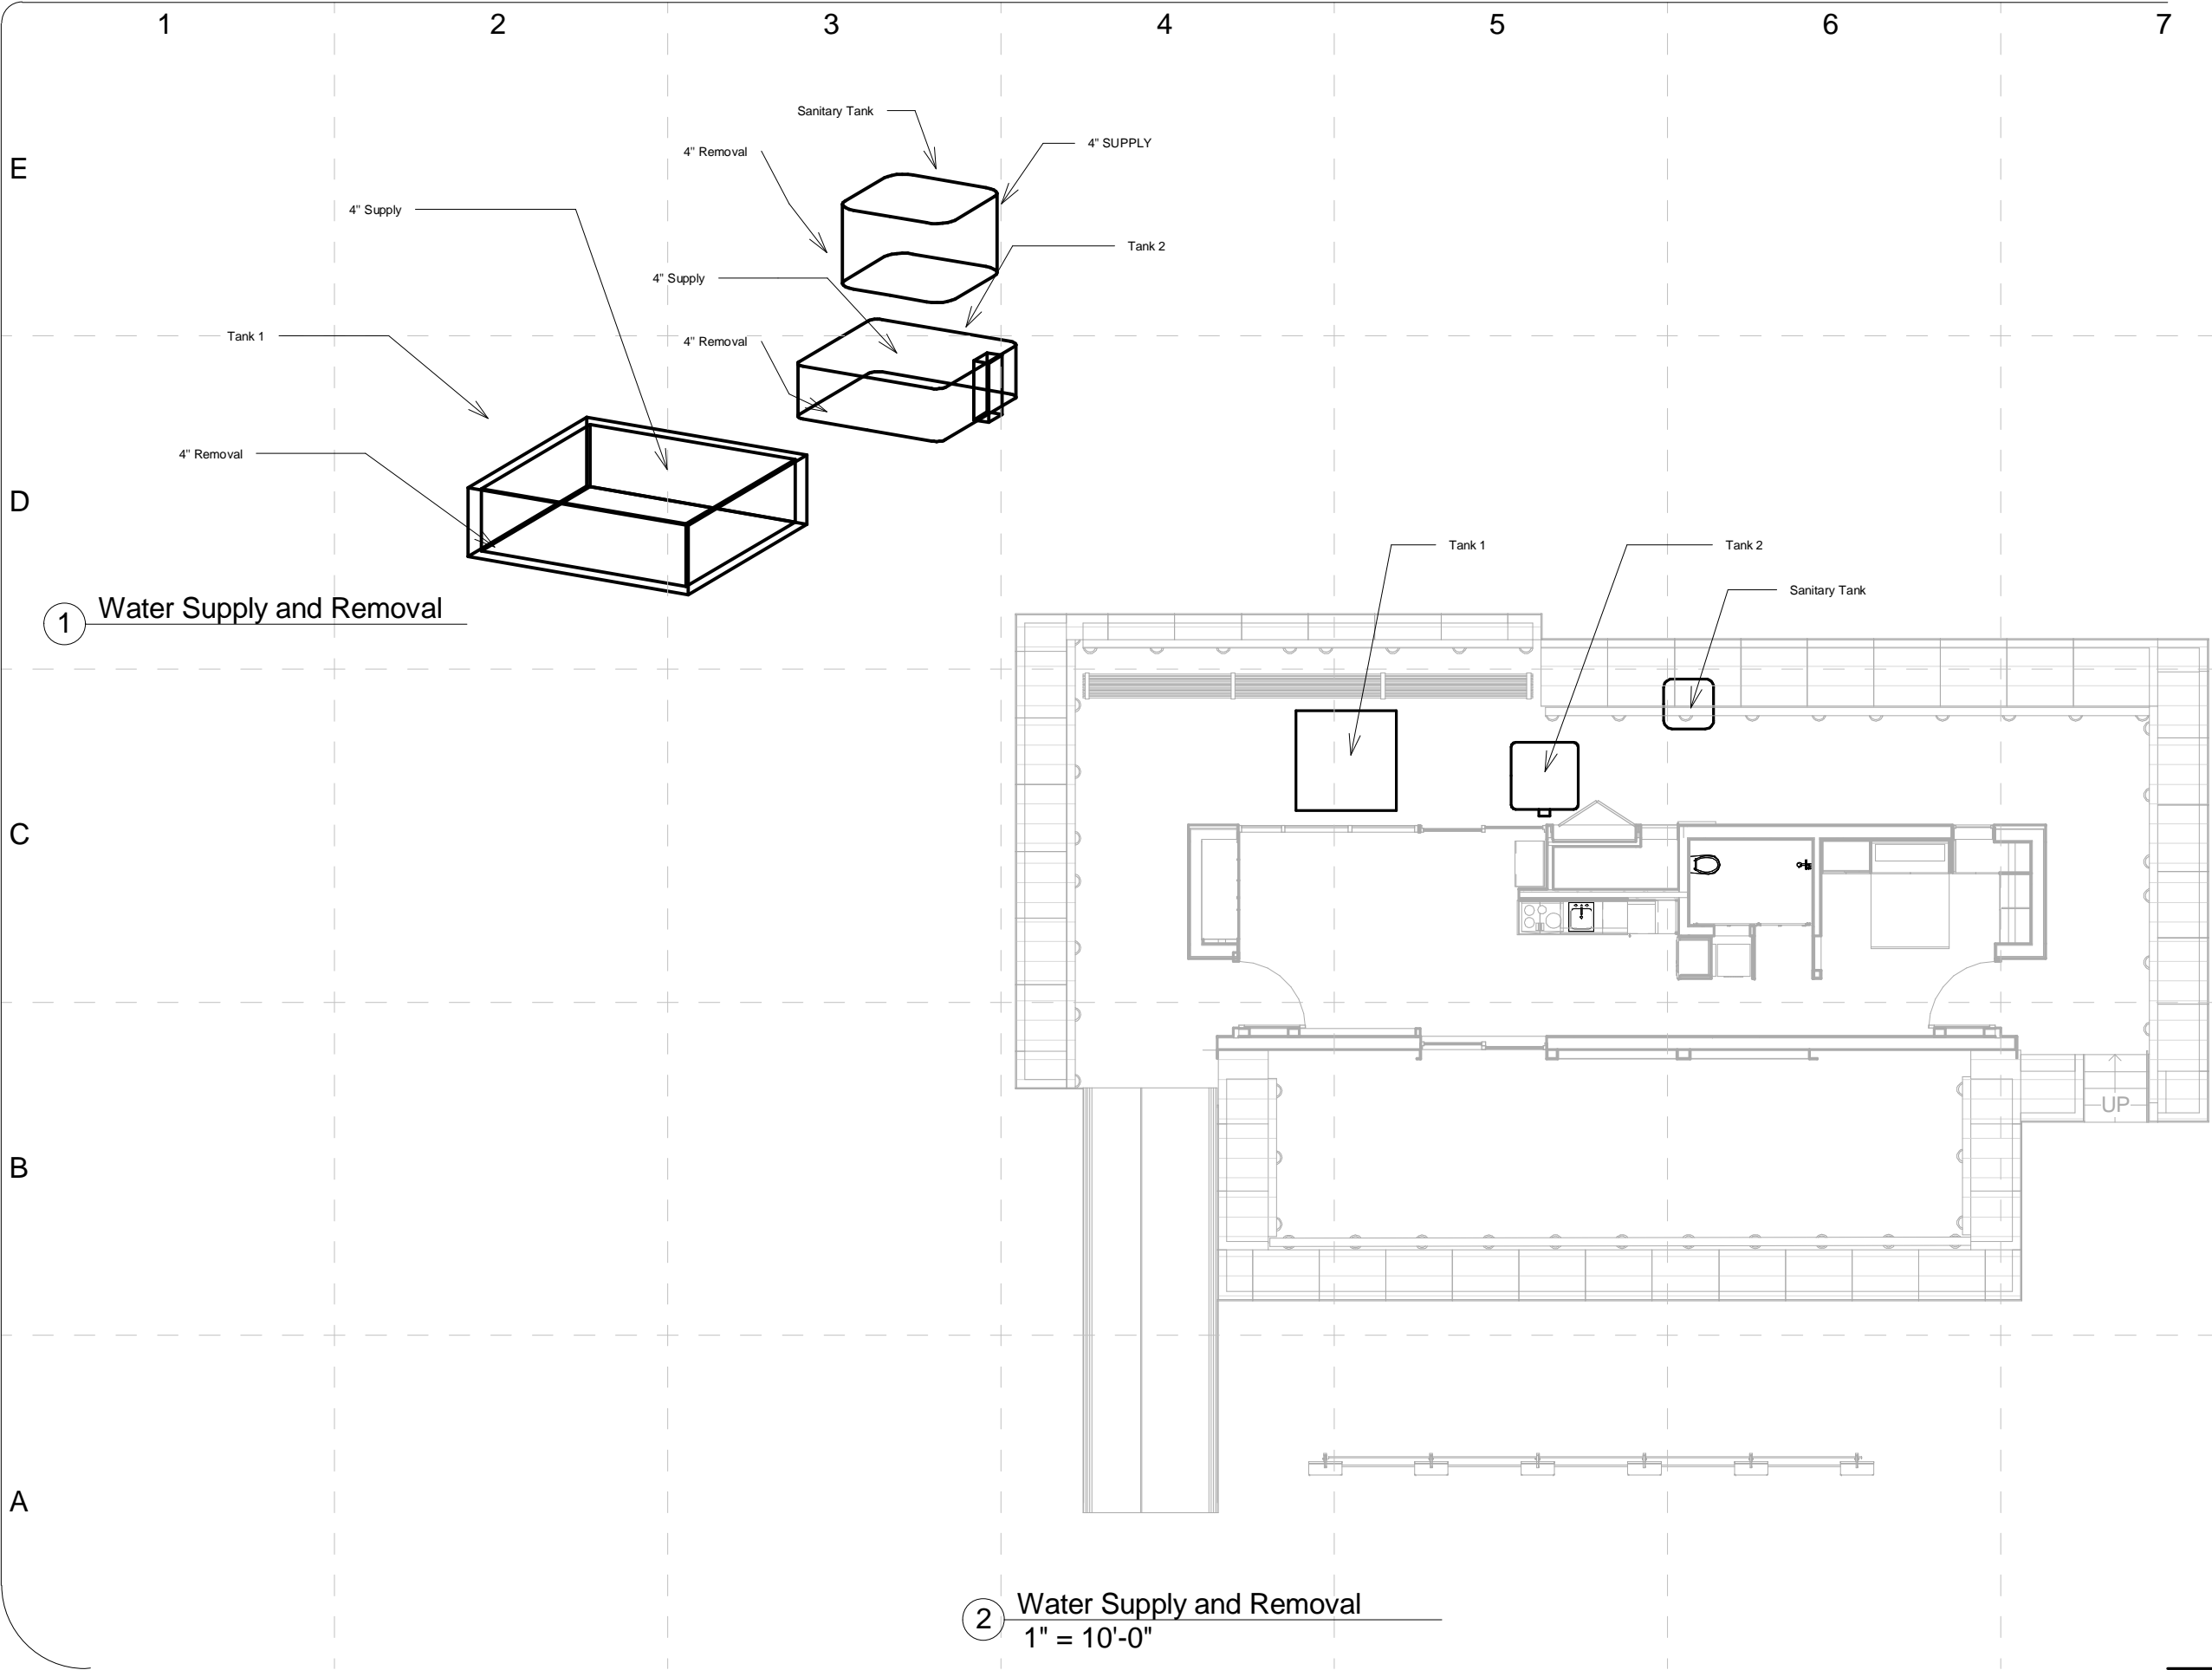 1 2 3 4 5 6 7
Sanitary Tank
4" SUPPLY
4" Removal
E
4" Supply
Tank 2
4" Supply
Tank 1
4" Removal
4" Removal
D
Tank 1
Tank 2
Sanitary Tank
1 Water Supply and Removal
C
UP
B
A
2 Water Supply and Removal
1" = 10'-0"